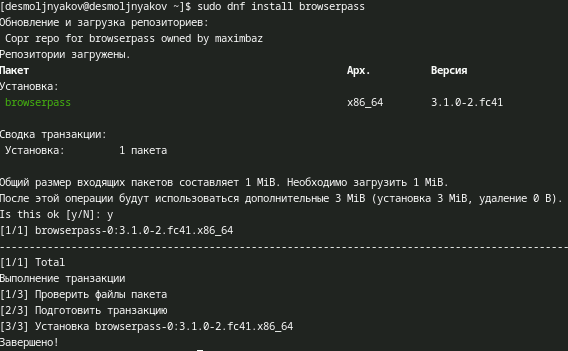 [desmoljnyakov@desmoljnyakov ~]$ sudo dnf install browserpass
Обновление и загрузка репозиториев:
Copr repo for browserpass owned by maximbaz
Репозитории загружены.
Пакет Арх. Версия
Установка:
browserpass x86_64 3.1.0-2.fc41
Сводка транзакции:
Установка: 1 пакета
Общий размер входящих пакетов составляет 1 MiB. Необходимо загрузить 1 MiB.
После этой операции будут использоваться дополнительные 3 MiB (установка 3 MiB, удаление 0 B).
Is this ok [y/N]: y
[1/1] browserpass-0:3.1.0-2.fc41.x86_64
--------------------------------------------------------------------------------
[1/1] Total
Выполнение транзакции
[1/3] Проверить файлы пакета
[2/3] Подготовить транзакцию
[3/3] Установка browserpass-0:3.1.0-2.fc41.x86_64
Завершено!